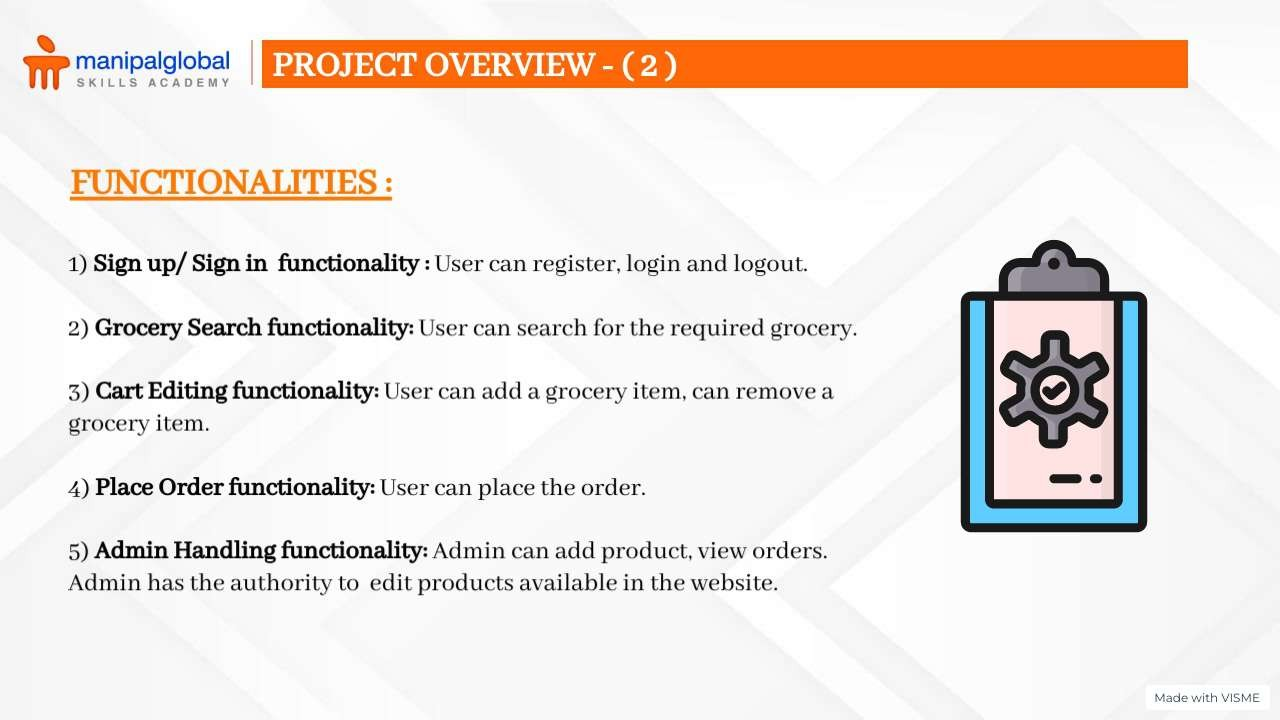 manipalglobal
SKILLS ACADEMY
PROJECT OVERVIEW - ( 2 )
FUNCTIONALITIES :
1) Sign up/ Sign in  functionality : User can register, login and logout.
2) Grocery Search functionality: User can search for the required grocery.
3) Cart Editing functionality: User can add a grocery item, can remove a
grocery item.
4) Place Order functionality: User can place the order.
5) Admin Handling functionality: Admin can add product, view orders.
Admin has the authority to  edit products available in the website.
Made with VISME